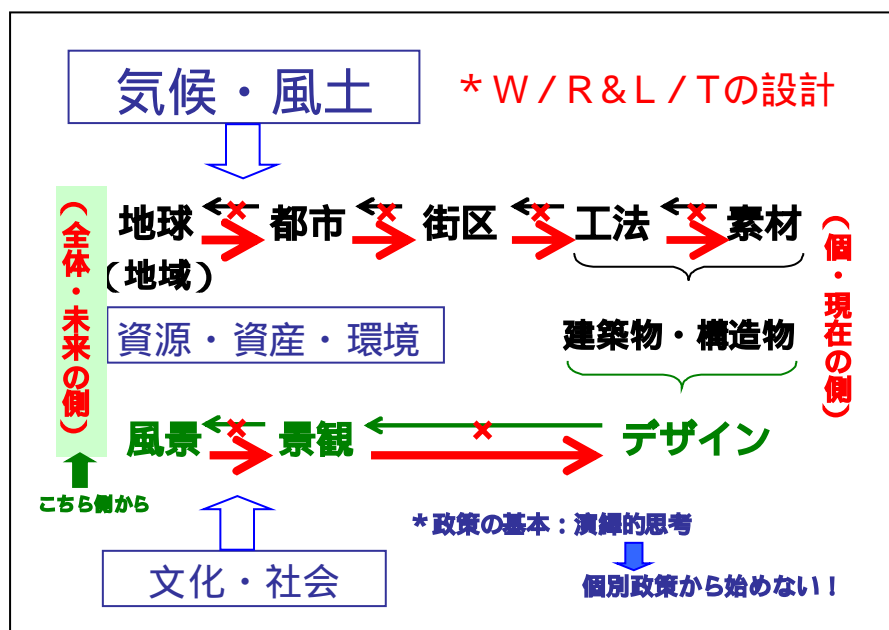 気候・風土
*W/R&L/Tの設計
(全体・未来の側)
地球 都市 街区 工法 素材
(地域)
(個・現在の側)
資源・資産・環境
建築物・構造物
風景 景観 デザイン
こちら側から
*政策の基本:演繹的思考
個別政策から始めない!
文化・社会